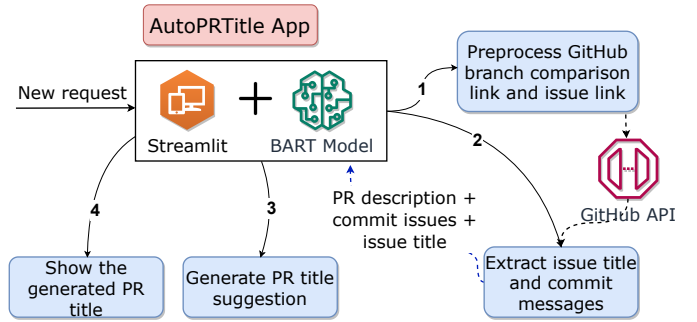 AutoPRTitle App
New request
Streamlit
BART Model
1
Preprocess GitHub
branch comparison
link and issue link
2
GitHub API
PR description +
commit issues +
issue title
Extract issue title
and commit
messages
3
Generate PR title
suggestion
4
Show the
generated PR
title